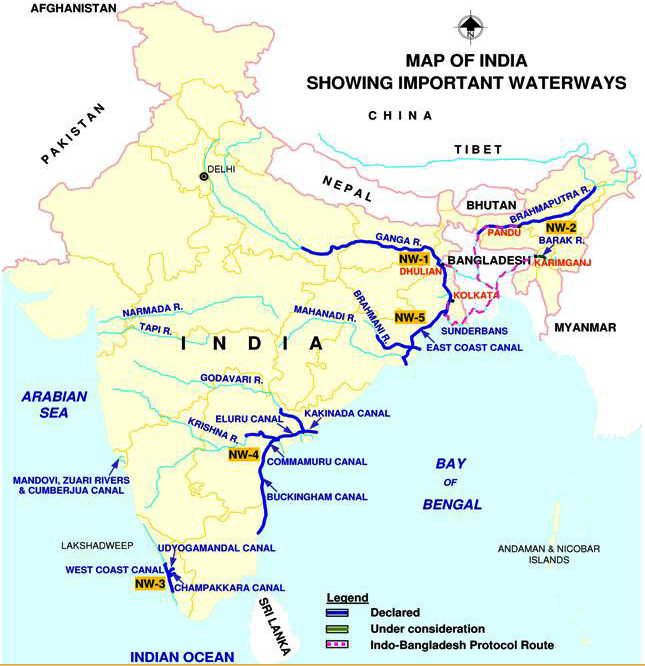 AFGHANISTAN
N
MAP OF INDIA
SHOWING IMPORTANT WATERWAYS
CHINA
PAKISTAN
TIBET
DELHI
NEPAL
BHUTAN
BRAHMAPUTRA R.
PANDU
NW-2
GANGA R.
BARAK R.
NW-1
BANGLADESH
KARIMGANJ
DHULIAN
KOLKATA
NARMADA R.
MAHANADI R.
BRAHMANI R.
NW-5
TAPI R.
SUNDERBANS
MYANMAR
INDIA
EAST COAST CANAL
GODAVARI R.
ARABIAN
SEA
KAKINADA CANAL
ELURU CANAL
KRISHNA R.
NW-4
COMMAMURU CANAL
BAY
OF
BENGAL
MANDOVI, ZUARI RIVERS
& CUMBERJUA CANAL
BUCKINGHAM CANAL
LAKSHADWEEP
UDYOGAMANDAL CANAL
ANDAMAN & NICOBAR
ISLANDS
WEST COAST CANAL
NW-3
CHAMPAKKARA CANAL
SRI LANKA
Legend
Declared
Under consideration
Indo-Bangladesh Protocol Route
INDIAN OCEAN